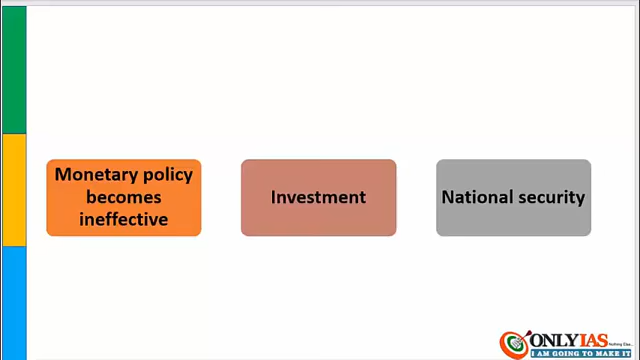 Monetary policy
becomes
ineffective
Investment
National security
ONLYIAS
Nothing Else..
I AM GOING TO MAKE IT